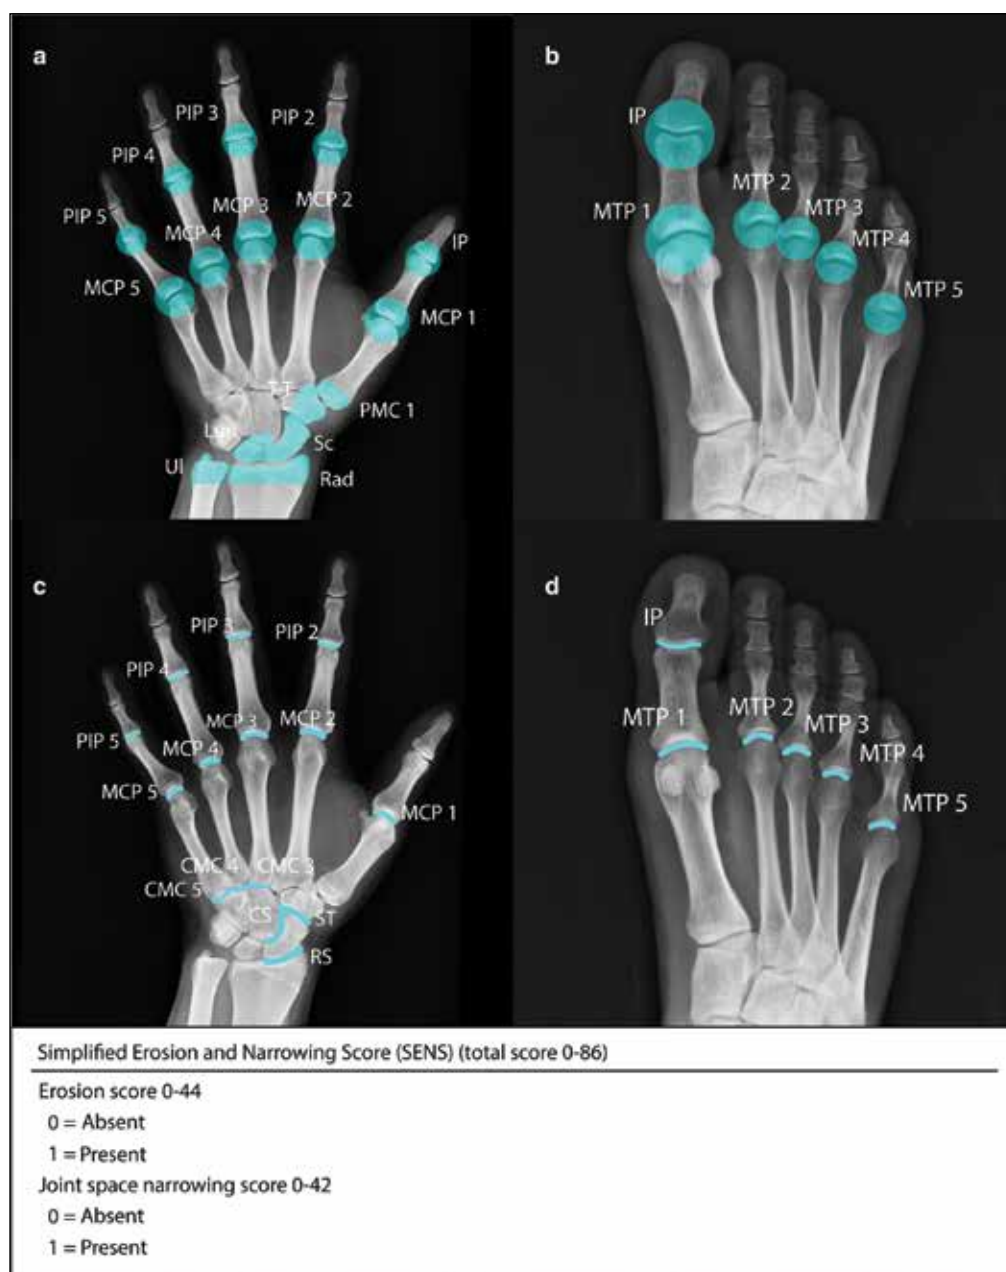 a
PIP 3
PIP 2
PIP 4
PIP 5
MCP 3
MCP 2
MCP 4
IP
MCP 5
MCP 1
T-T
PMC 1
Lun
Sc
Ul
Rad
b
IP
MTP 2
MTP 1
MTP 3
MTP 4
MTP 5
c
PIP 3
PIP 2
PIP 4
PIP 5
MCP 3
MCP 2
MCP 4
MCP 5
MCP 1
CMC 4
CMC 3
CMC 5
CS
ST
RS
d
IP
MTP 1
MTP 2
MTP 3
MTP 4
MTP 5
Simplified Erosion and Narrowing Score (SENS) (total score 0-86)
Erosion score 0-44
0 = Absent
1 = Present
Joint space narrowing score 0-42
0 = Absent
1 = Present